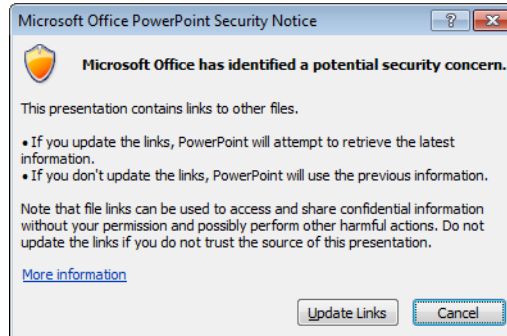 Microsoft Office PowerPoint Security Notice
Microsoft Office has identified a potential security concern.
This presentation contains links to other files.
• If you update the links, PowerPoint will attempt to retrieve the latest
information.
• If you don't update the links, PowerPoint will use the previous information.
Note that file links can be used to access and share confidential information
without your permission and possibly perform other harmful actions. Do not
update the links if you do not trust the source of this presentation.
More information
Update Links Cancel